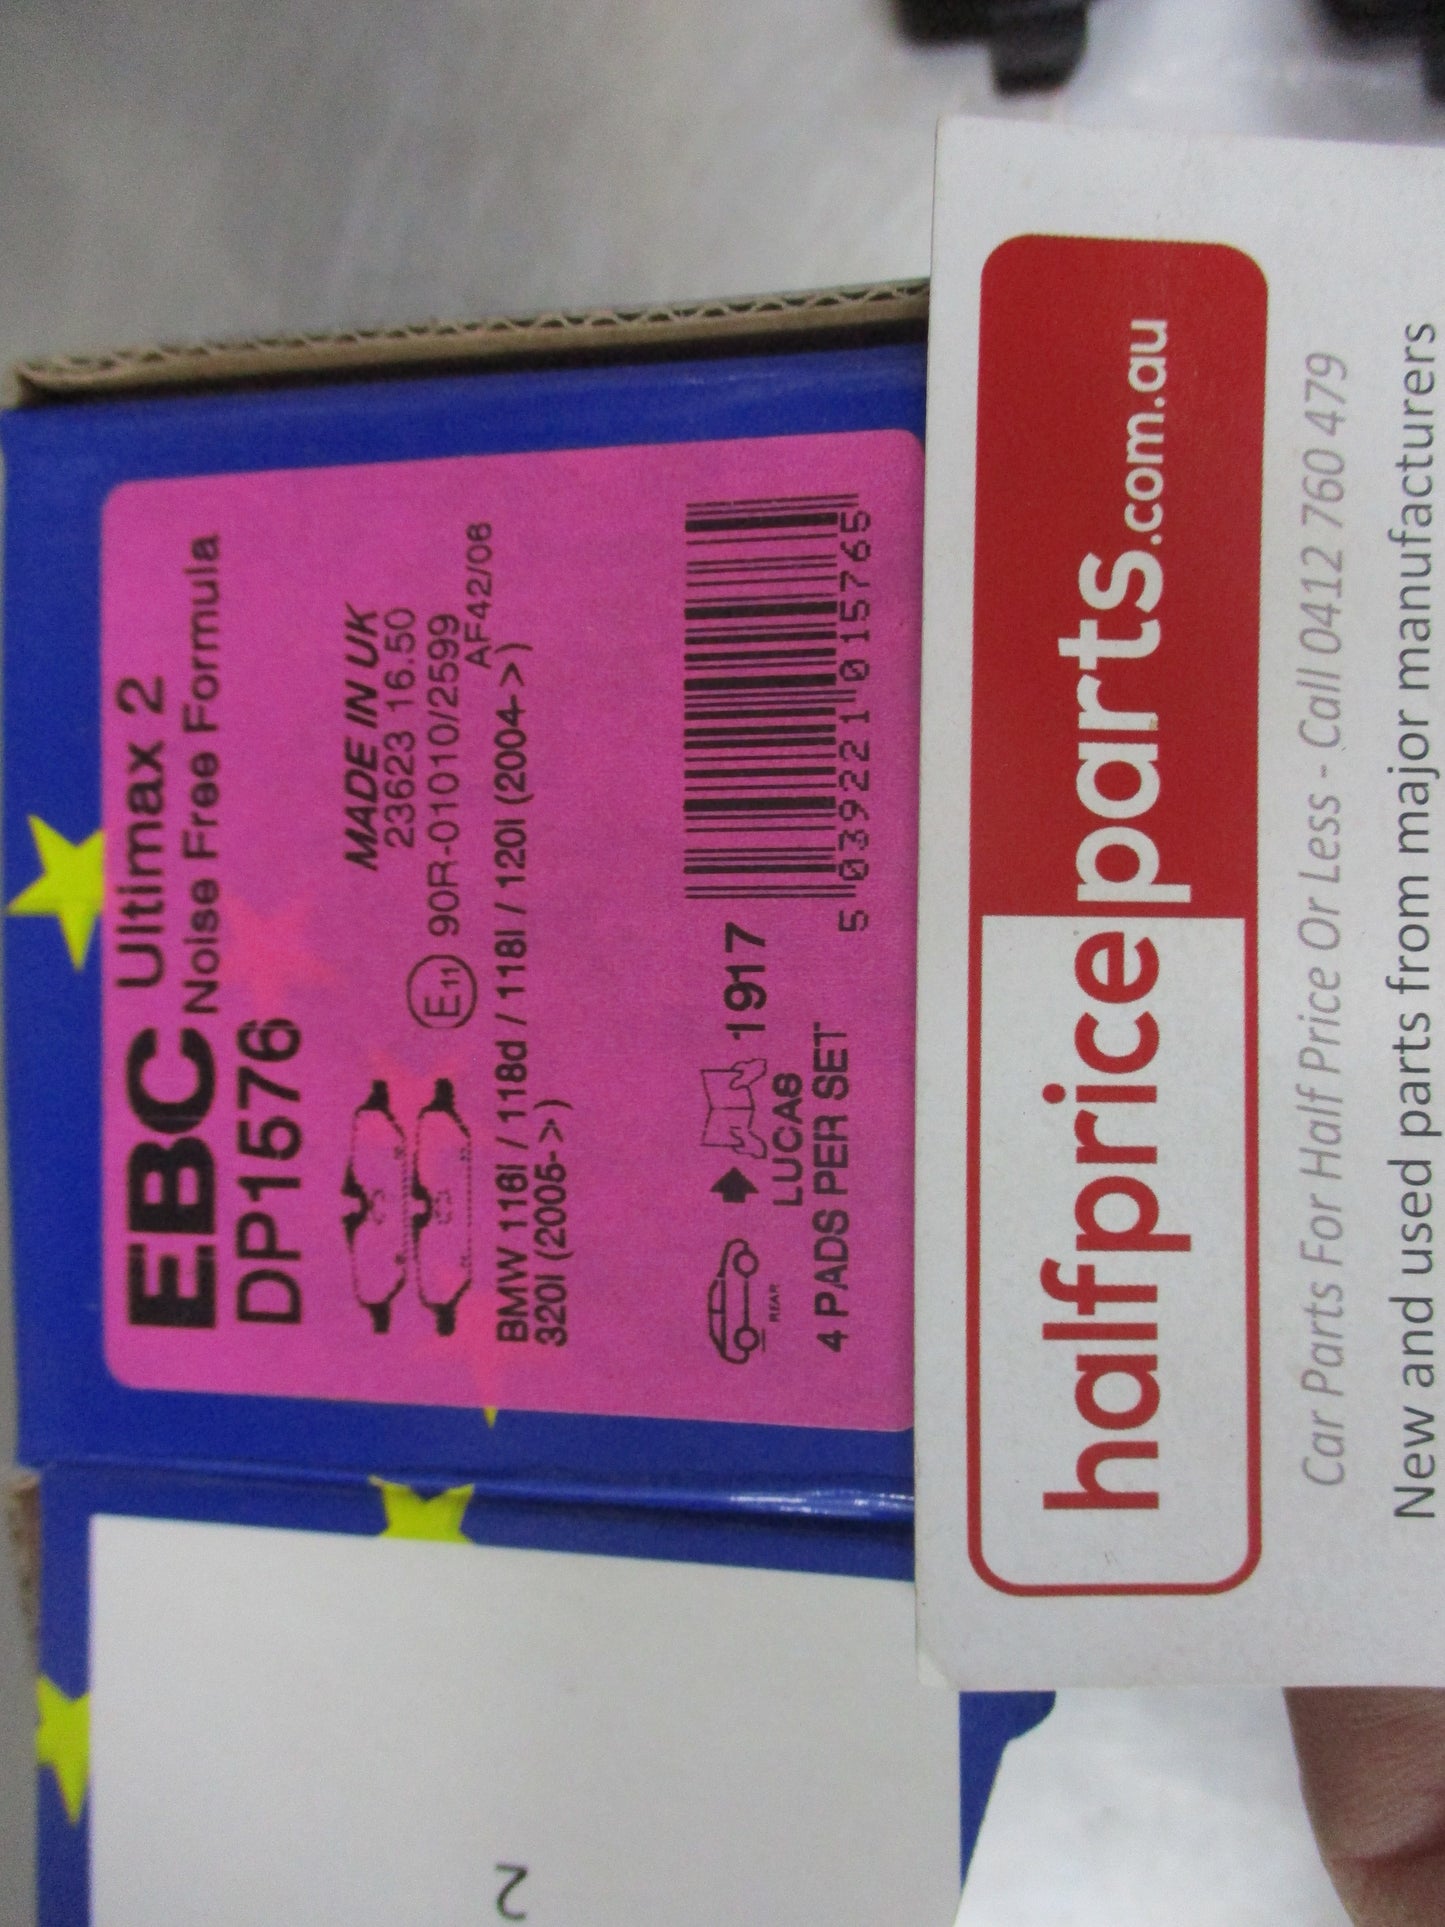 EBC Ultimax 2
Noise Free Formula
DP1576
MADE IN UK
23623 16.50
E11 90R-01010/2599
AF42/06
BMW 116I / 118d / 118I / 120I (2004->)
320I (2005->)
1917
REAR
LUCAS
4 PADS PER SET
5 039221 015765
halfpriceparts.com.au
Car Parts For Half Price Or Less - Call 0412 760 479
New and used parts from major manufacturers
2